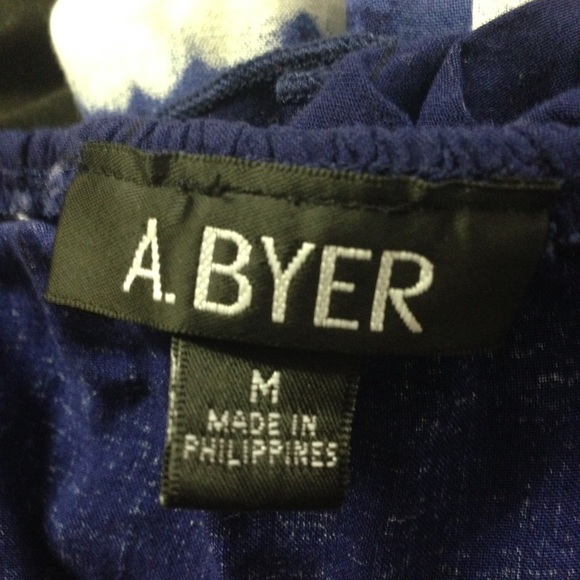 A. BYER
M
MADE IN
PHILIPPINES